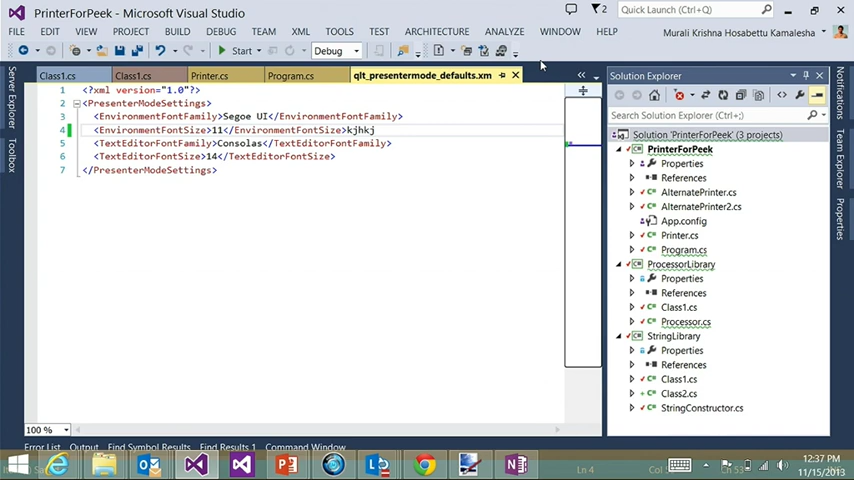 PrinterForPeek - Microsoft Visual Studio
2
Quick Launch (Ctrl+Q)
FILE EDIT VIEW PROJECT BUILD DEBUG TEAM XML TOOLS TEST ARCHITECTURE ANALYZE WINDOW HELP
Murali Krishna Hosabettu Kamalesha
Start Debug
Class1.cs Class1.cs Printer.cs Program.cs qlt_presentermode_defaults.xm
1 <?xml version="1.0"?>
2 <PresenterModeSettings>
3 <EnvironmentFontFamily>Segoe UI</EnvironmentFontFamily>
4 <EnvironmentFontSize>11</EnvironmentFontSize>kjhkj
5 <TextEditorFontFamily>Consolas</TextEditorFontFamily>
6 <TextEditorFontSize>14</TextEditorFontSize>
7 </PresenterModeSettings>
Server Explorer
Toolbox
100 %
Solution Explorer
Search Solution Explorer (Ctrl+;)
Solution 'PrinterForPeek' (3 projects)
PrinterForPeek
Properties
References
AlternatePrinter.cs
AlternatePrinter2.cs
App.config
Printer.cs
Program.cs
ProcessorLibrary
Properties
References
Class1.cs
Processor.cs
StringLibrary
Properties
References
Class1.cs
Class2.cs
StringConstructor.cs
Notifications
Team Explorer
Properties
Error List Output Find Symbol Results Command Window
Ln 4
12:37 PM
11/15/2013